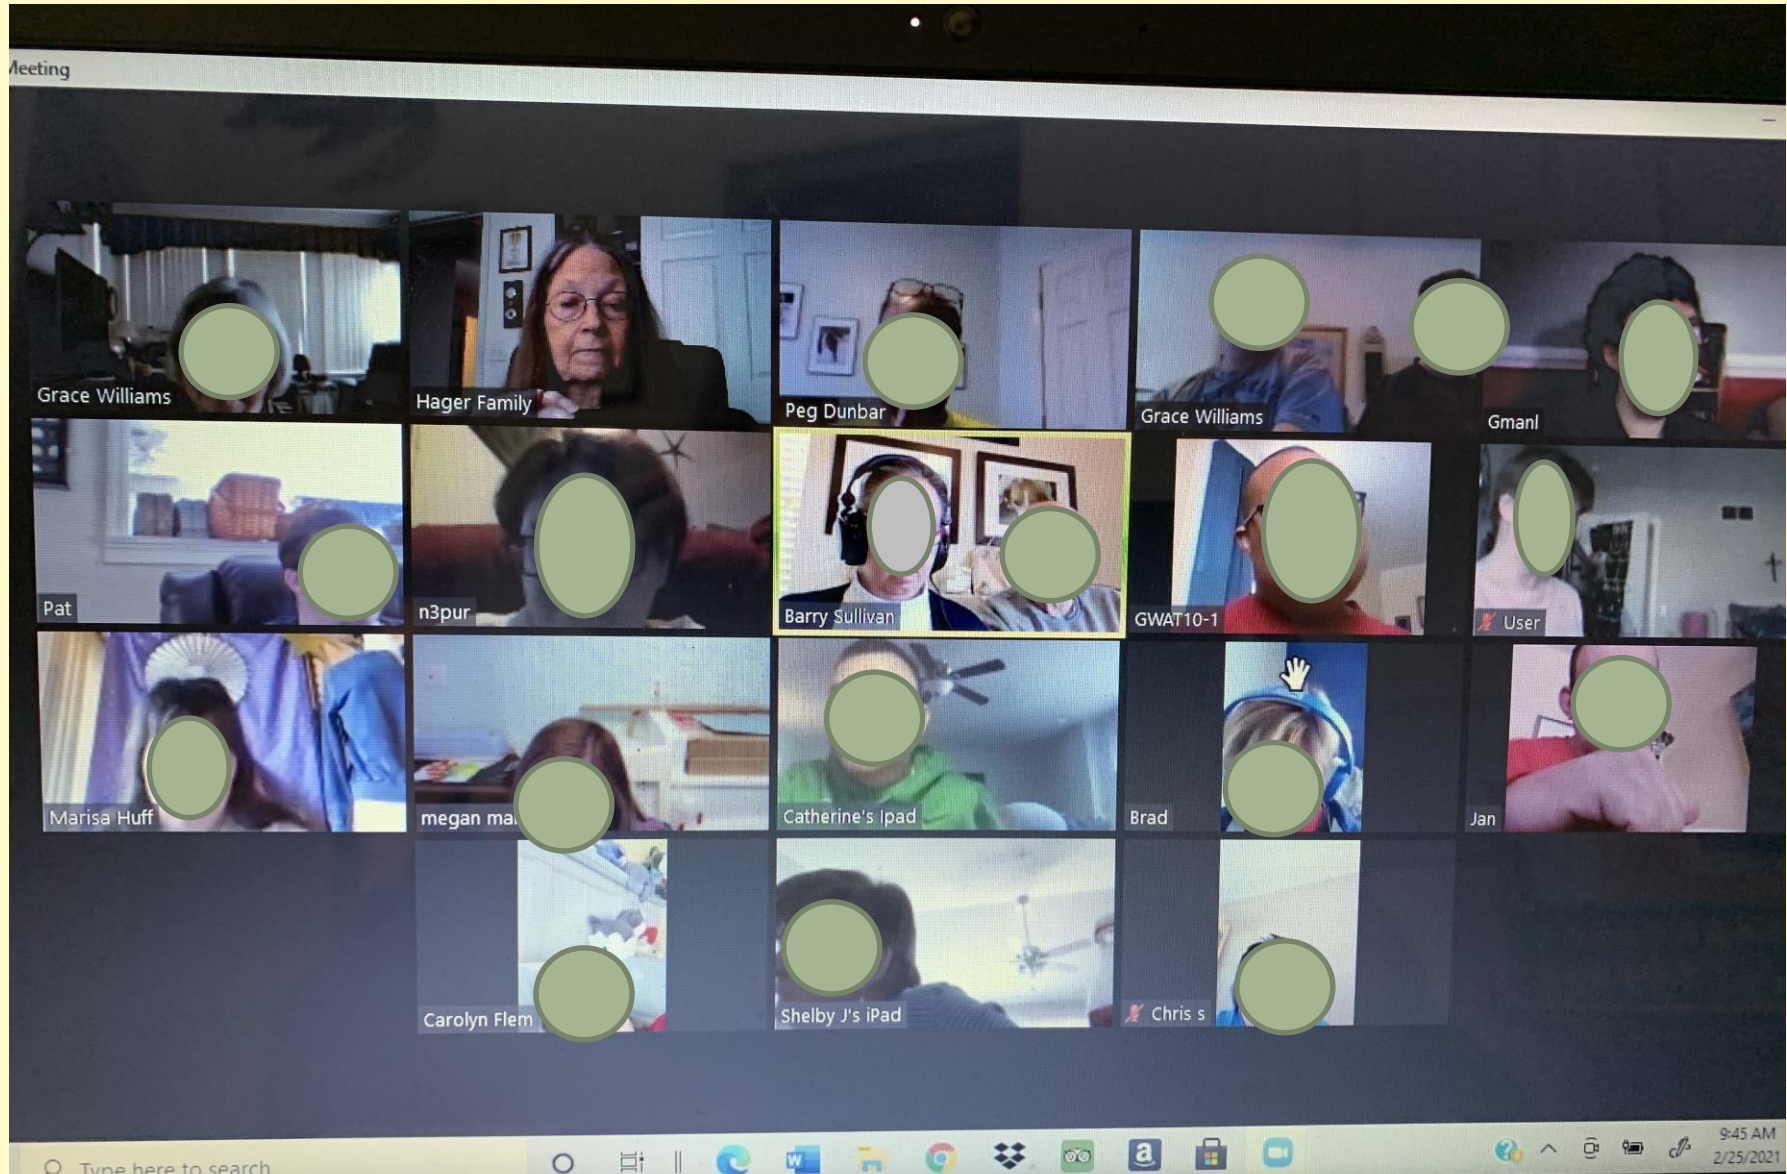 Meeting
Grace Williams
Hager Family
Peg Dunbar
Grace Williams
Gmanl
Pat
n3pur
Barry Sullivan
GWAT10-1
User
Marisa Huff
megan
Catherine's Ipad
Brad
Jan
Carolyn Flem
Shelby J's iPad
Chris s
Type here to search
9:45 AM
2/25/2021